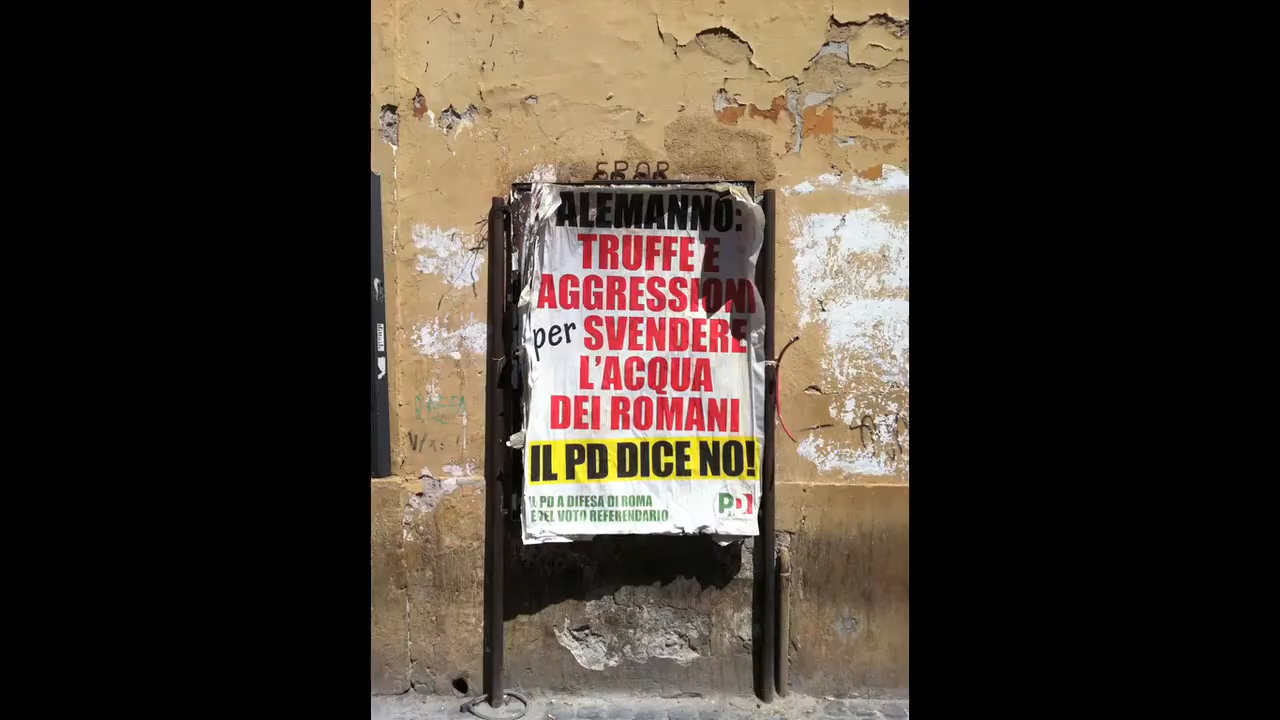 ALEMANNO:
TRUFFE E
AGGRESSIONI
per SVENDERE
L'ACQUA
DEI ROMANI
IL PD DICE NO!
IL PD A DIFESA DI ROMA
E DEL VOTO REFERENDARIO
PD